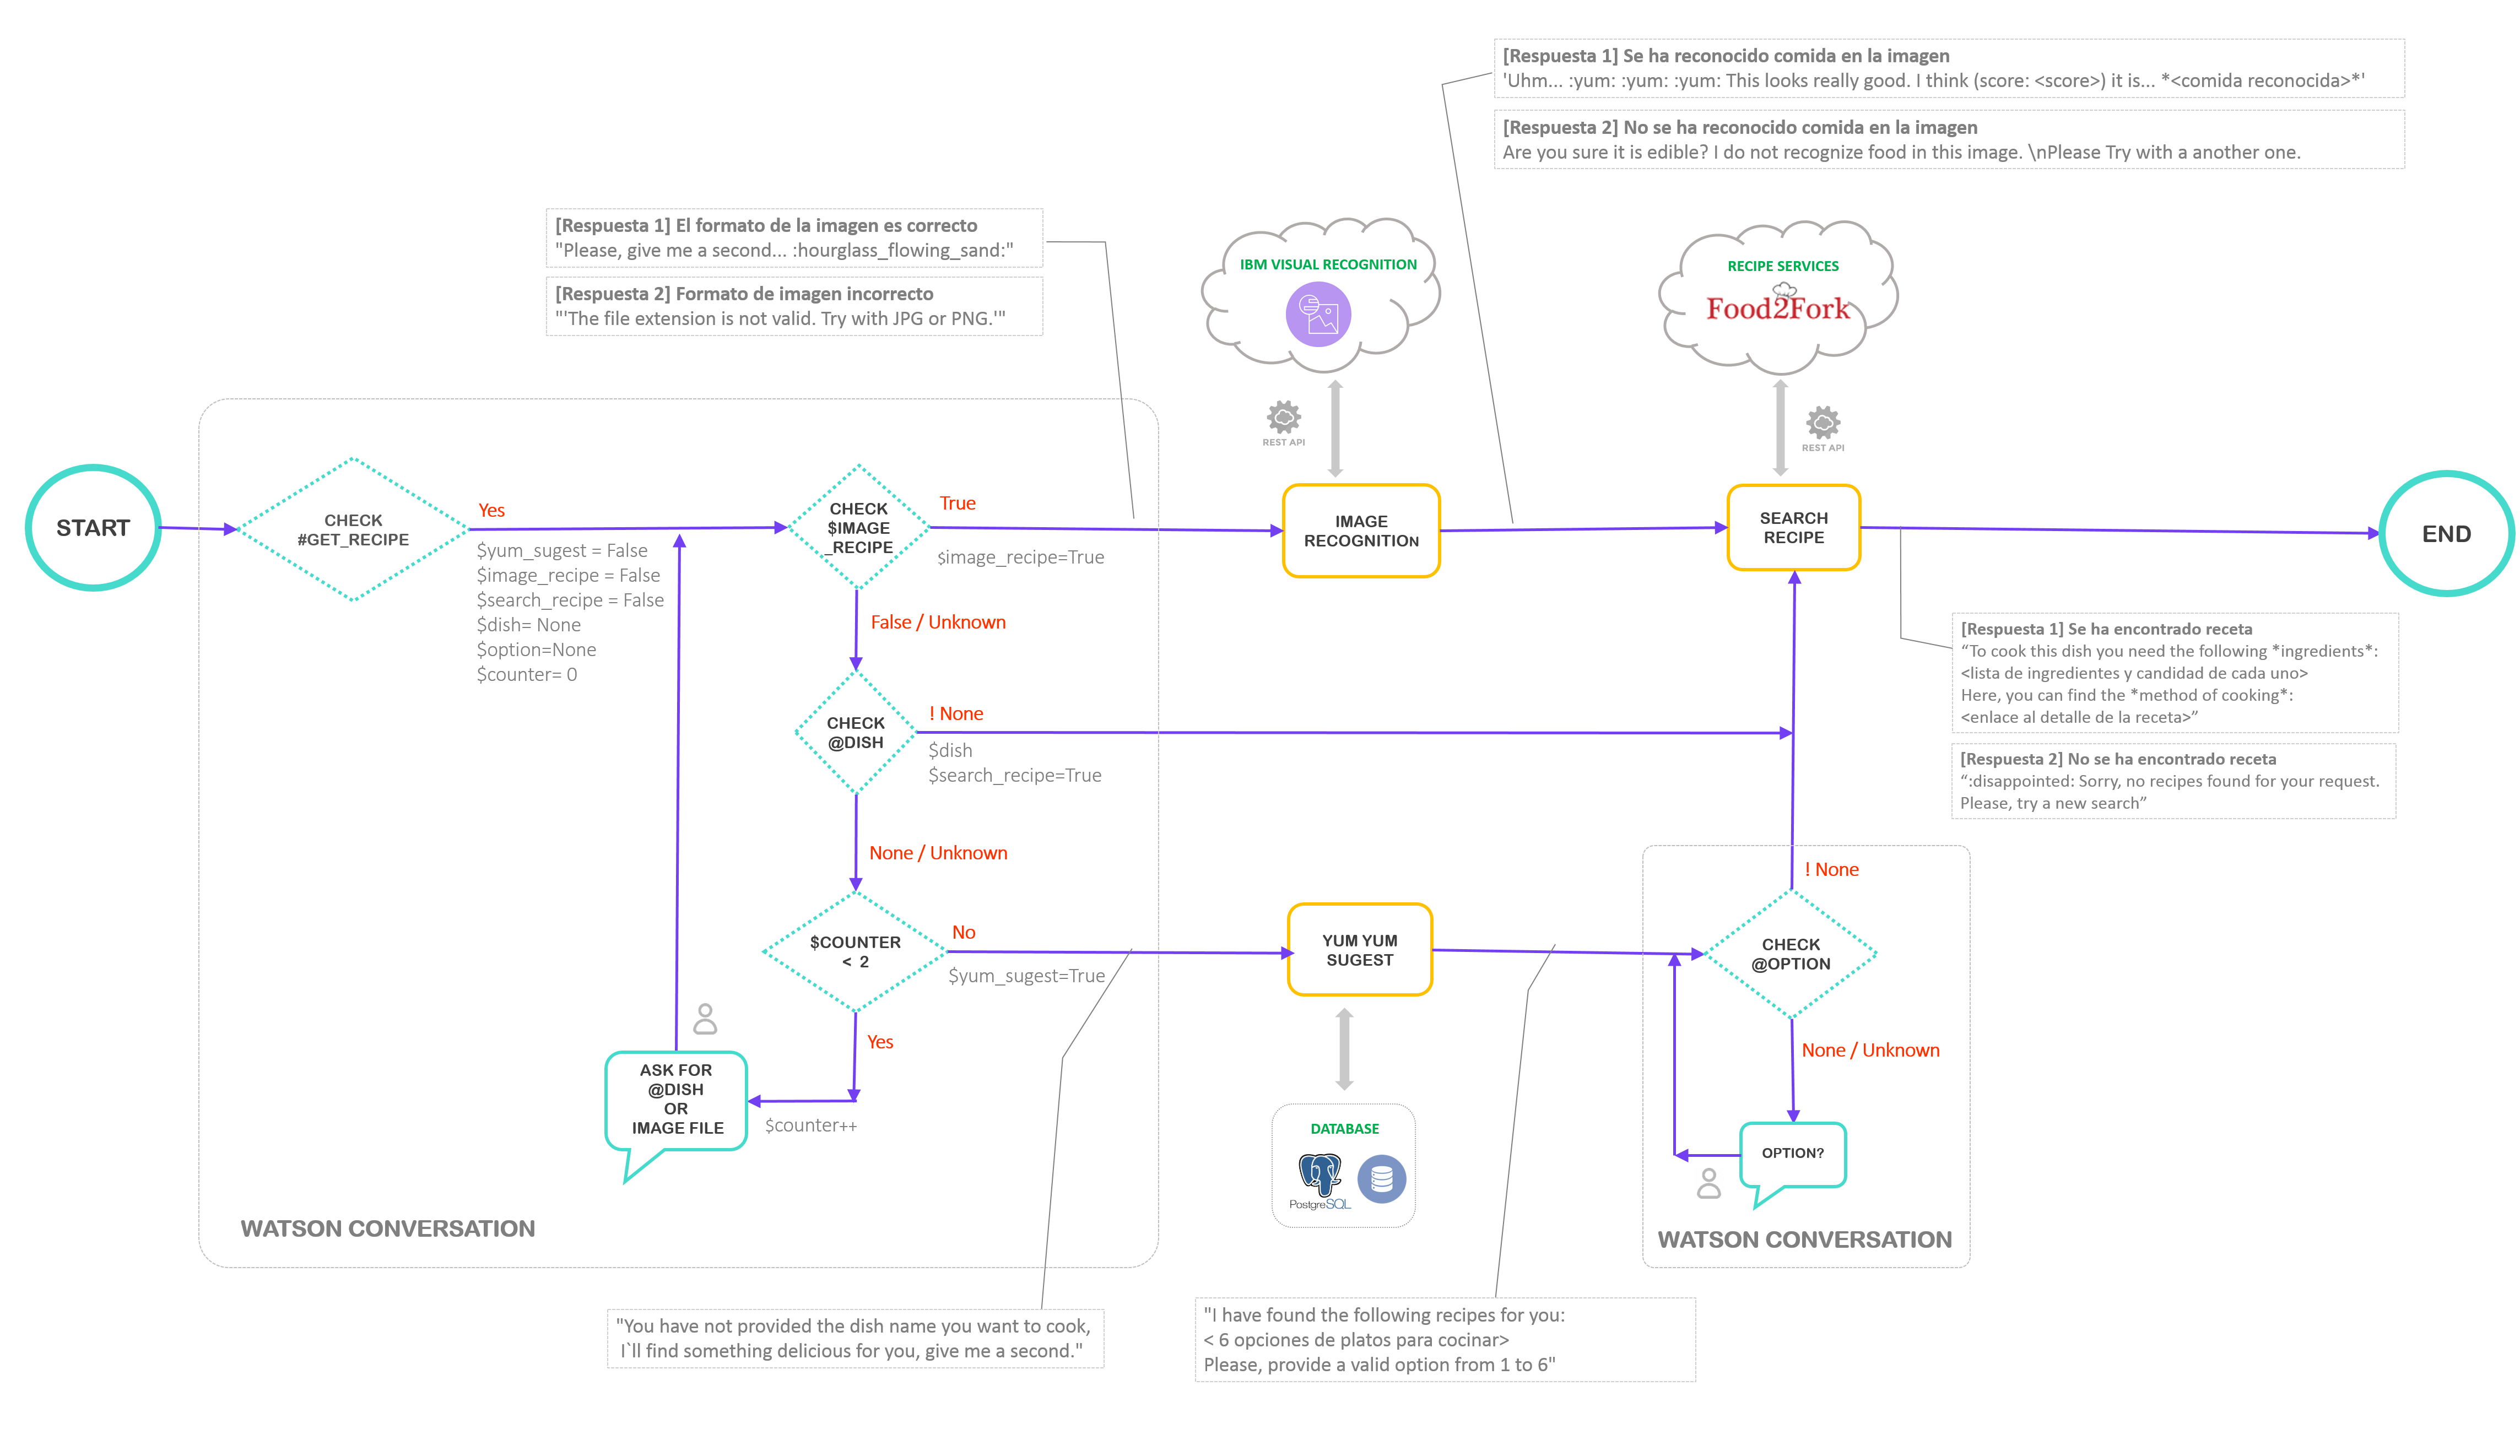 [Respuesta 1] Se ha reconocido comida en la imagen
'Uhm... :yum: :yum: :yum: This looks really good. I think (score: <score>) it is... *<comida reconocida>*'
[Respuesta 2] No se ha reconocido comida en la imagen
Are you sure it is edible? I do not recognize food in this image. \nPlease Try with a another one.
[Respuesta 1] El formato de la imagen es correcto
"Please, give me a second... :hourglass_flowing_sand:"
[Respuesta 2] Formato de imagen incorrecto
"'The file extension is not valid. Try with JPG or PNG.'"
IBM VISUAL RECOGNITION
RECIPE SERVICES
Food2Fork
REST API
REST API
START
CHECK
#GET_RECIPE
Yes
$yum_sugest = False
$image_recipe = False
$search_recipe = False
$dish= None
$option=None
$counter= 0
CHECK
$IMAGE
_RECIPE
True
$image_recipe=True
IMAGE
RECOGNITION
SEARCH
RECIPE
END
False / Unknown
[Respuesta 1] Se ha encontrado receta
“To cook this dish you need the following *ingredients*:
<lista de ingredientes y candidad de cada uno>
Here, you can find the *method of cooking*:
<enlace al detalle de la receta>”
[Respuesta 2] No se ha encontrado receta
“:disappointed: Sorry, no recipes found for your request.
Please, try a new search”
CHECK
@DISH
! None
$dish
$search_recipe=True
None / Unknown
$COUNTER
< 2
No
$yum_sugest=True
YUM YUM
SUGEST
! None
CHECK
@OPTION
None / Unknown
Yes
ASK FOR
@DISH
OR
IMAGE FILE
$counter++
DATABASE
PostgreSQL
OPTION?
WATSON CONVERSATION
WATSON CONVERSATION
"You have not provided the dish name you want to cook,
I`ll find something delicious for you, give me a second."
"I have found the following recipes for you:
< 6 opciones de platos para cocinar>
Please, provide a valid option from 1 to 6"